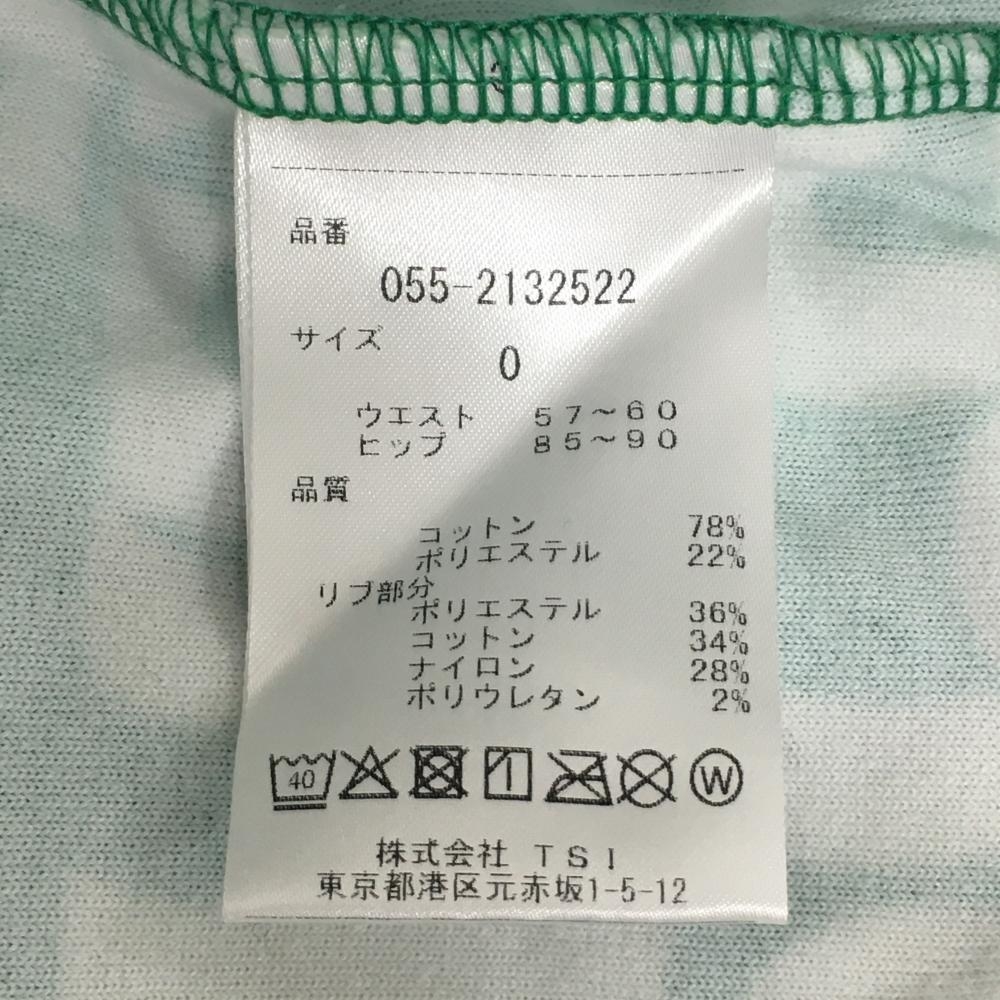 品番
055-2132522
サイズ
0
ウエスト 57～60
ヒップ 85～90
品質
コットン 78%
ポリエステル 22%
リブ部分
ポリエステル 36%
コットン 34%
ナイロン 28%
ポリウレタン 2%
40 W
株式会社 TSI
東京都港区元赤坂1-5-12